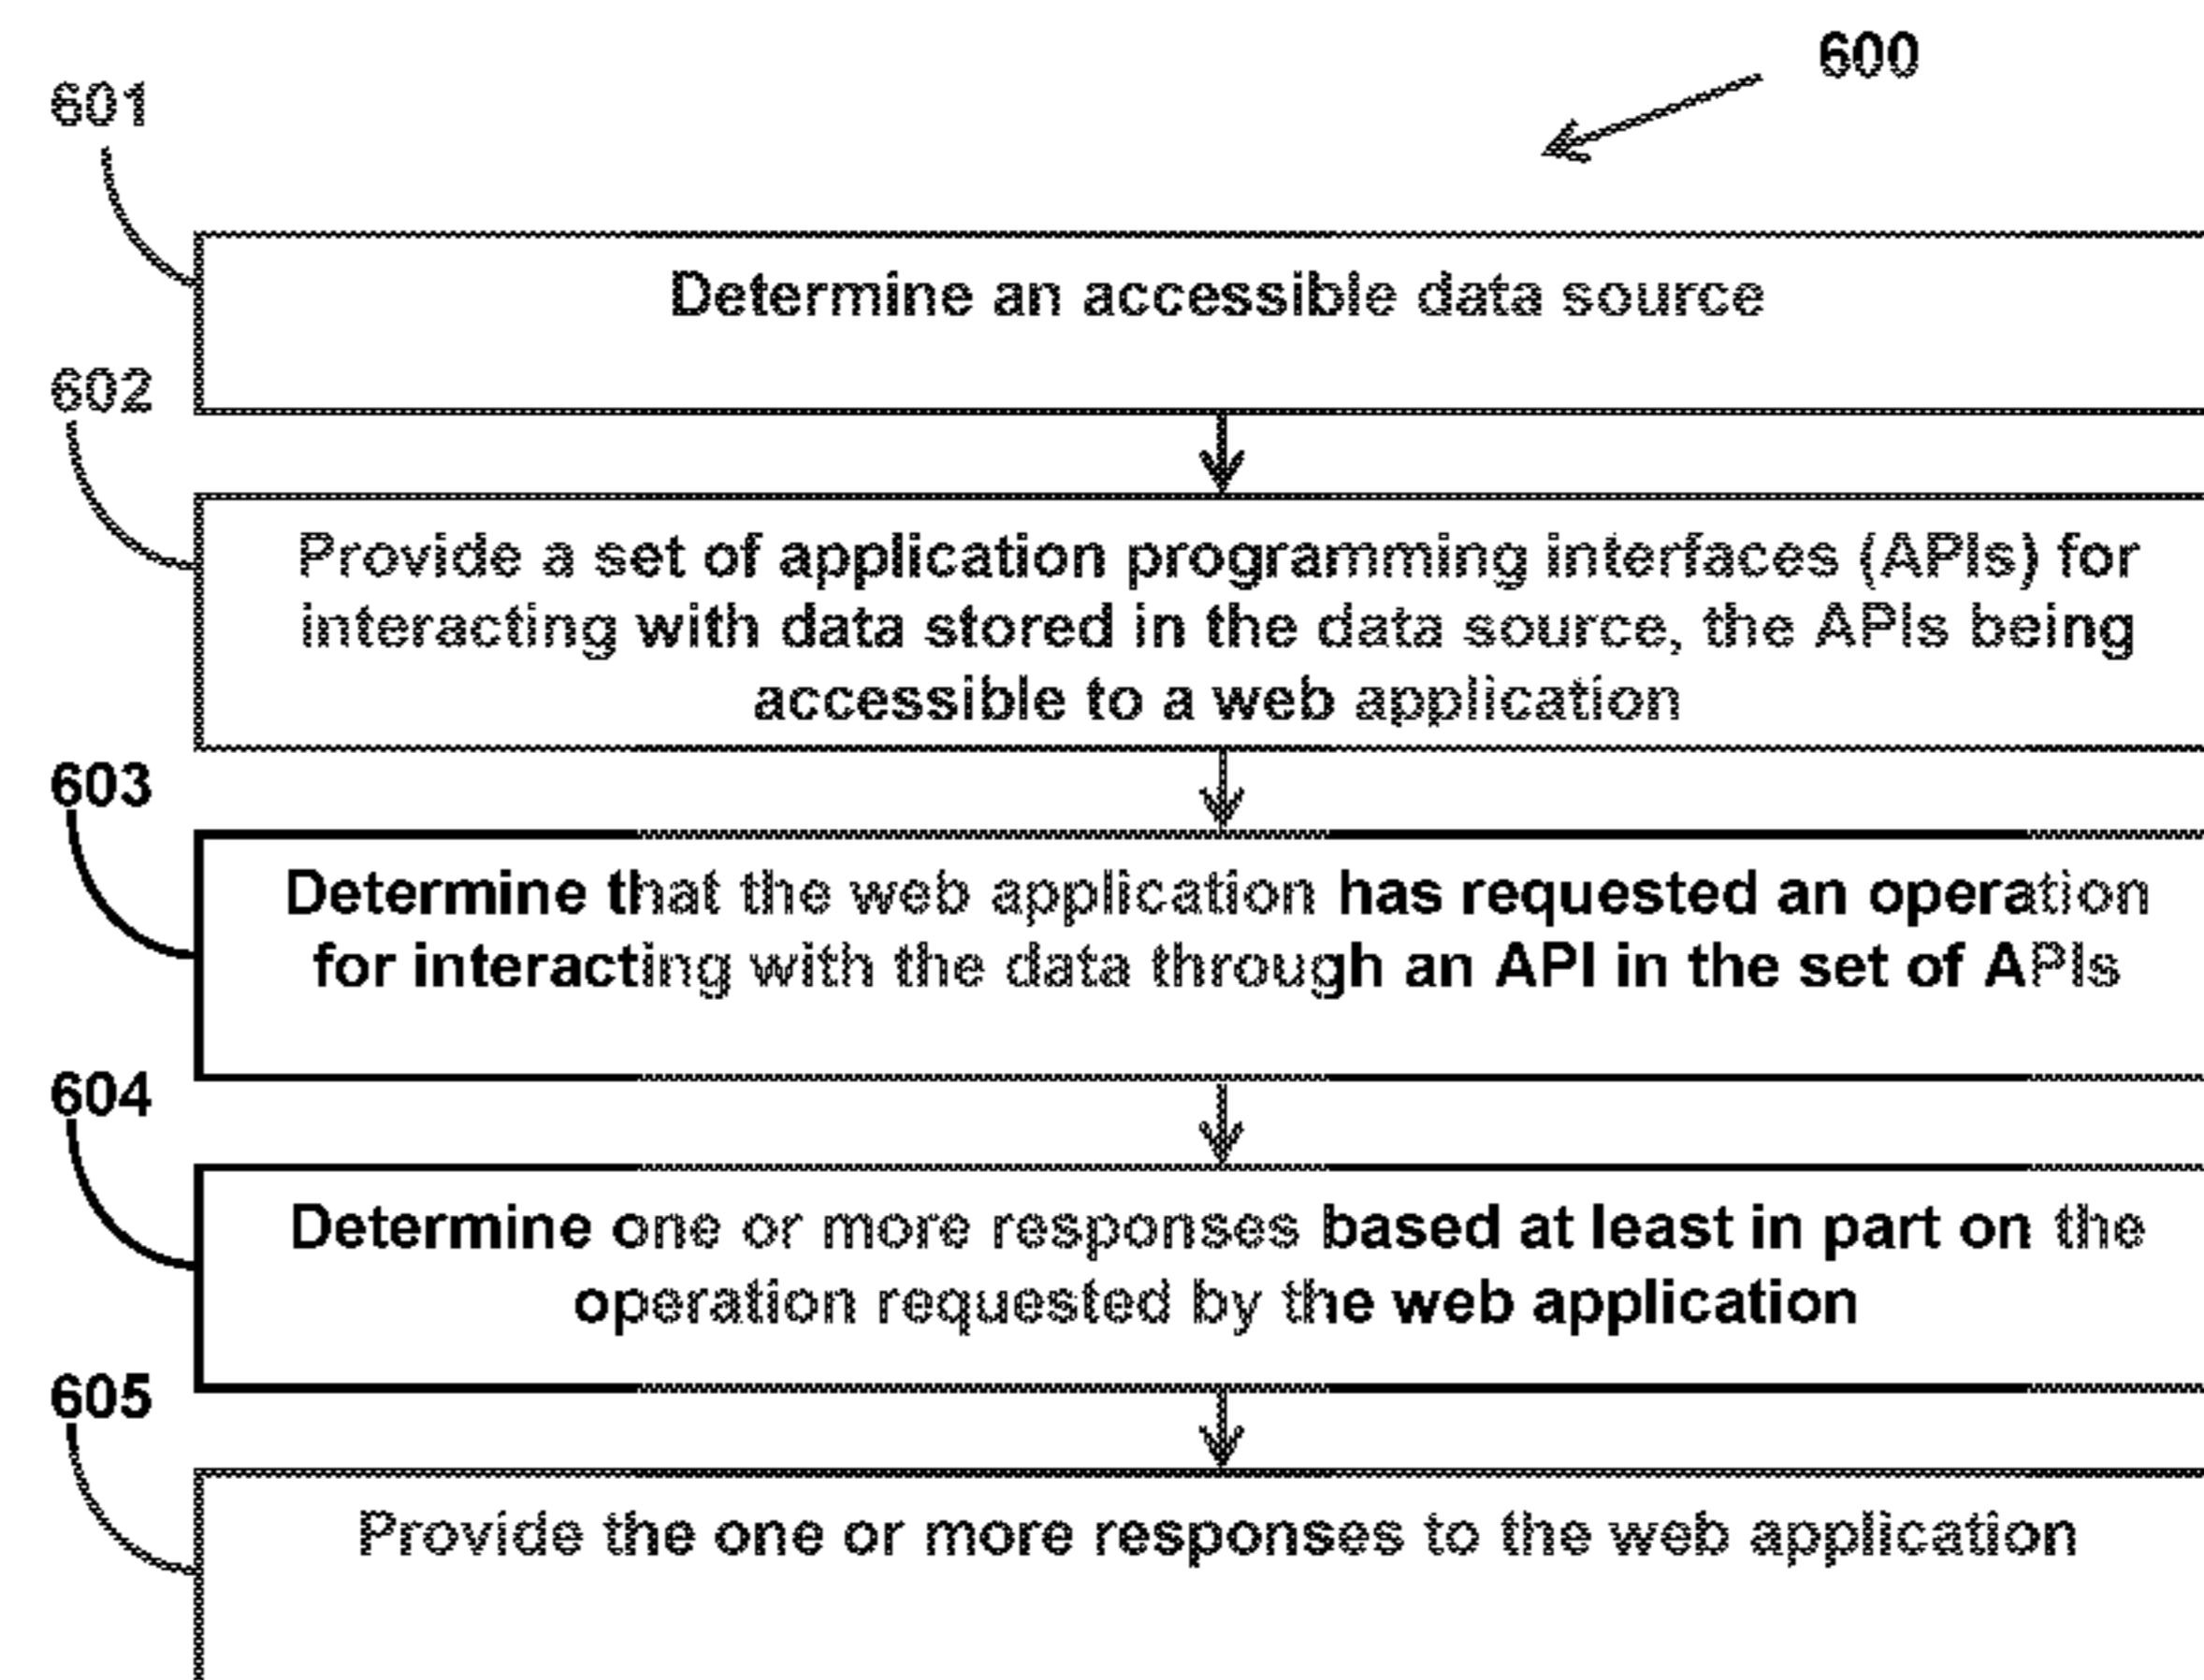 600
601
Determine an accessible data source
602
Provide a set of application programming interfaces (APIs) for
interacting with data stored in the data source, the APIs being
accessible to a web application
603
Determine that the web application has requested an operation
for interacting with the data through an API in the set of APIs
604
Determine one or more responses based at least in part on the
operation requested by the web application
605
Provide the one or more responses to the web application